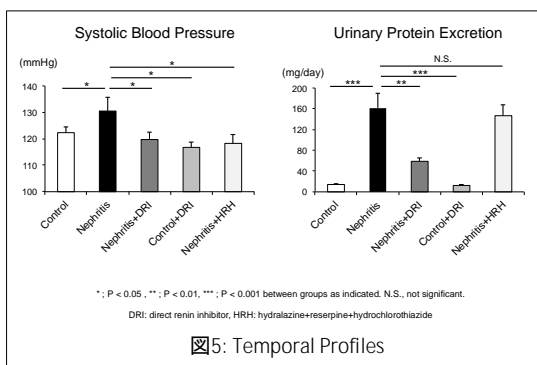 Systolic Blood Pressure
Urinary Protein Excretion
(mmHg)
*
*
*
*
140
130
120
110
100
Control
Nephritis
Nephritis+DRI
Control+DRI
Nephritis+HRH
N.S.
(mg/day)
***
***
**
200
160
120
80
40
0
Control
Nephritis
Nephritis+DRI
Control+DRI
Nephritis+HRH
* ; P < 0.05 , ** ; P < 0.01, *** ; P < 0.001 between groups as indicated. N.S., not significant.
DRI: direct renin inhibitor, HRH: hydralazine+reserpine+hydrochlorothiazide
図5: Temporal Profiles